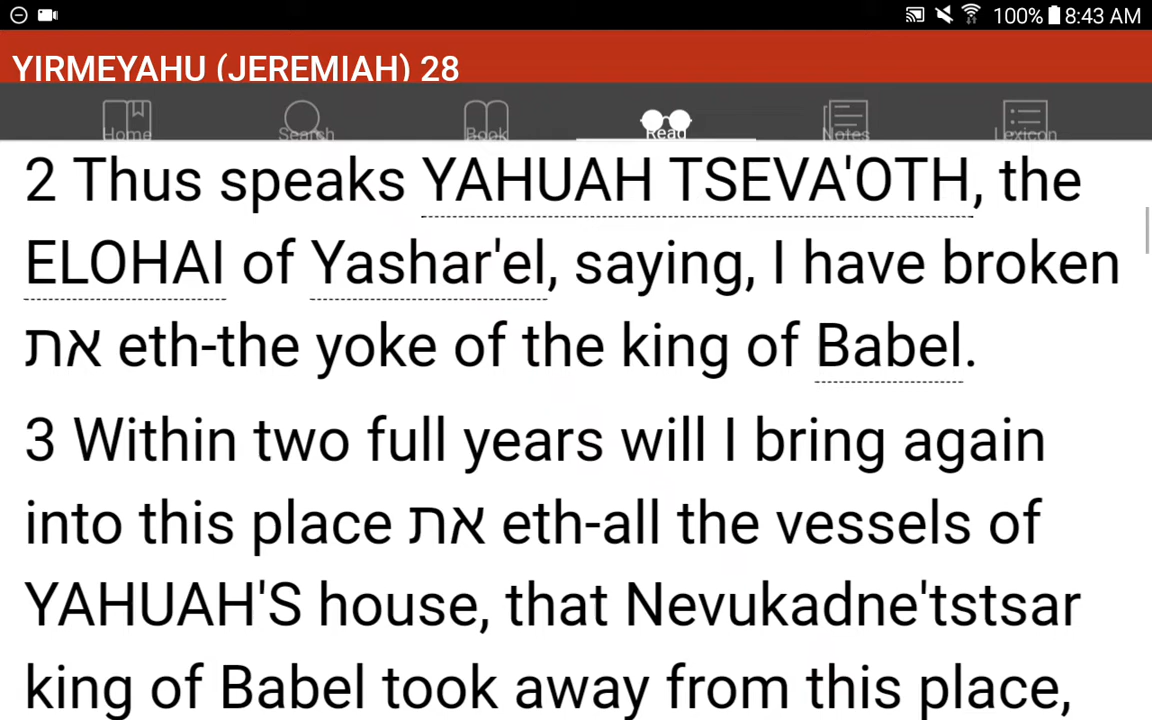 100% 8:43 AM
YIRMEYAHU (JEREMIAH) 28
Home Search Book Read Notes Lexicon
2 Thus speaks YAHUAH TSEVA'OTH, the
ELOHAI of Yashar'el, saying, I have broken
את eth-the yoke of the king of Babel.
3 Within two full years will I bring again
into this place את eth-all the vessels of
YAHUAH'S house, that Nevukadne'tstsar
king of Babel took away from this place,